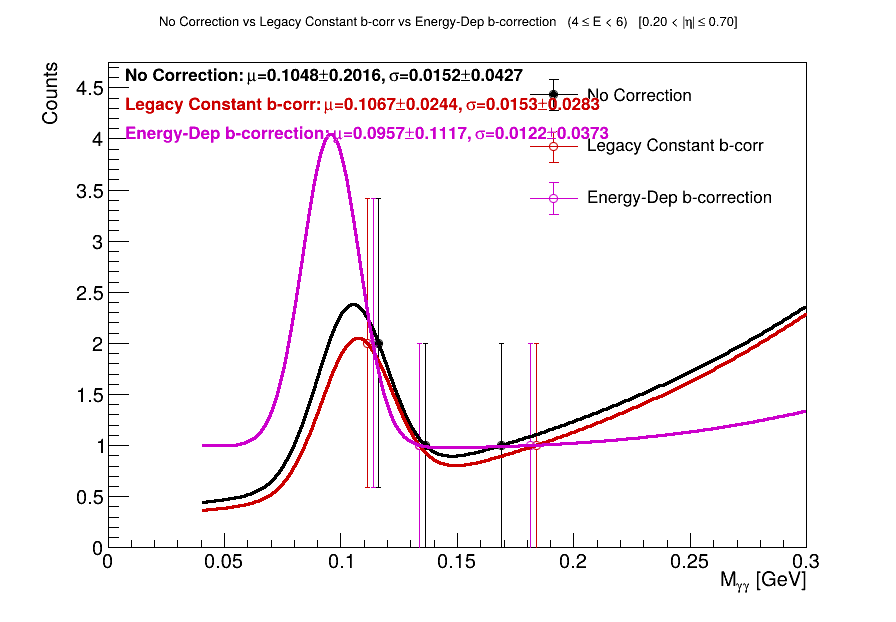 No Correction vs Legacy Constant b-corr vs Energy-Dep b-correction (4 ≤ E < 6) [0.20 < |η| ≤ 0.70]
Counts
No Correction: μ=0.1048±0.2016, σ=0.0152±0.0427
Legacy Constant b-corr: μ=0.1067±0.0244, σ=0.0153±0.0283
Energy-Dep b-correction: μ=0.0957±0.1117, σ=0.0122±0.0373
No Correction
Legacy Constant b-corr
Energy-Dep b-correction
4.5
4
3.5
3
2.5
2
1.5
1
0.5
0
0 0.05 0.1 0.15 0.2 0.25 0.3
Mγγ [GeV]